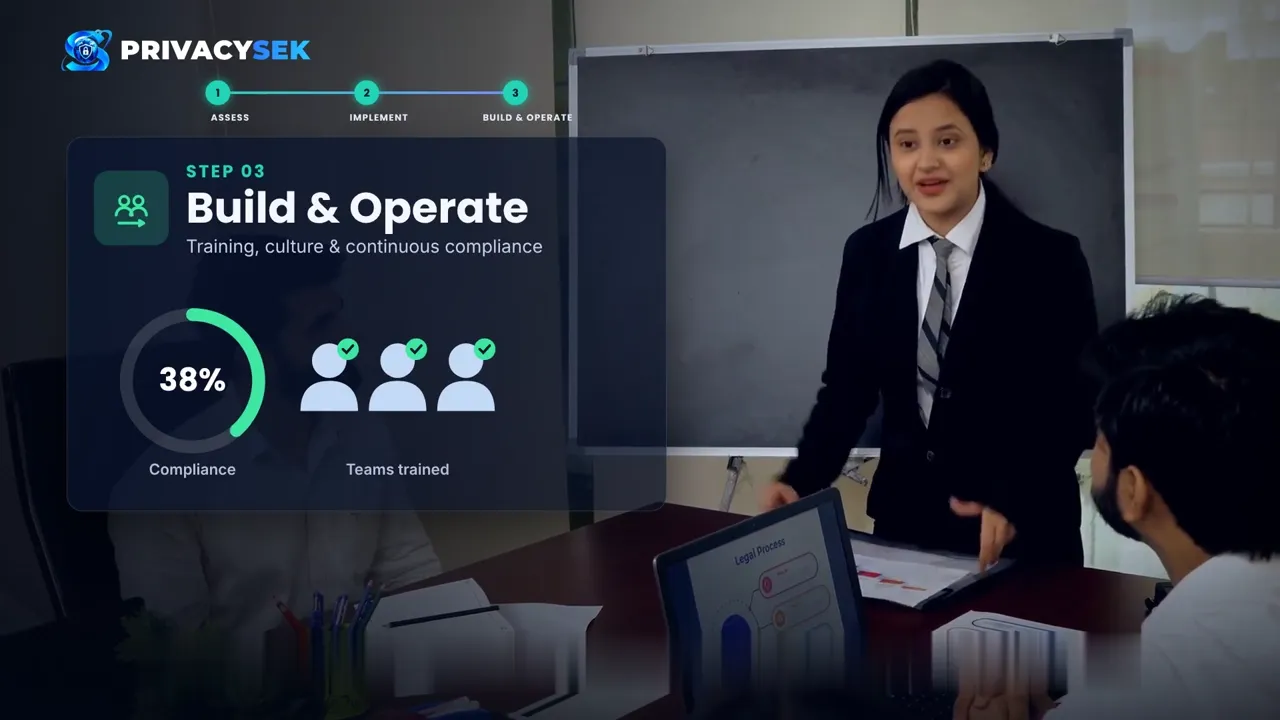 PRIVACYSEK
1 2 3
ASSESS IMPLEMENT BUILD & OPERATE
STEP 03
Build & Operate
Training, culture & continuous compliance
38%
Compliance
Teams trained
Legal Process